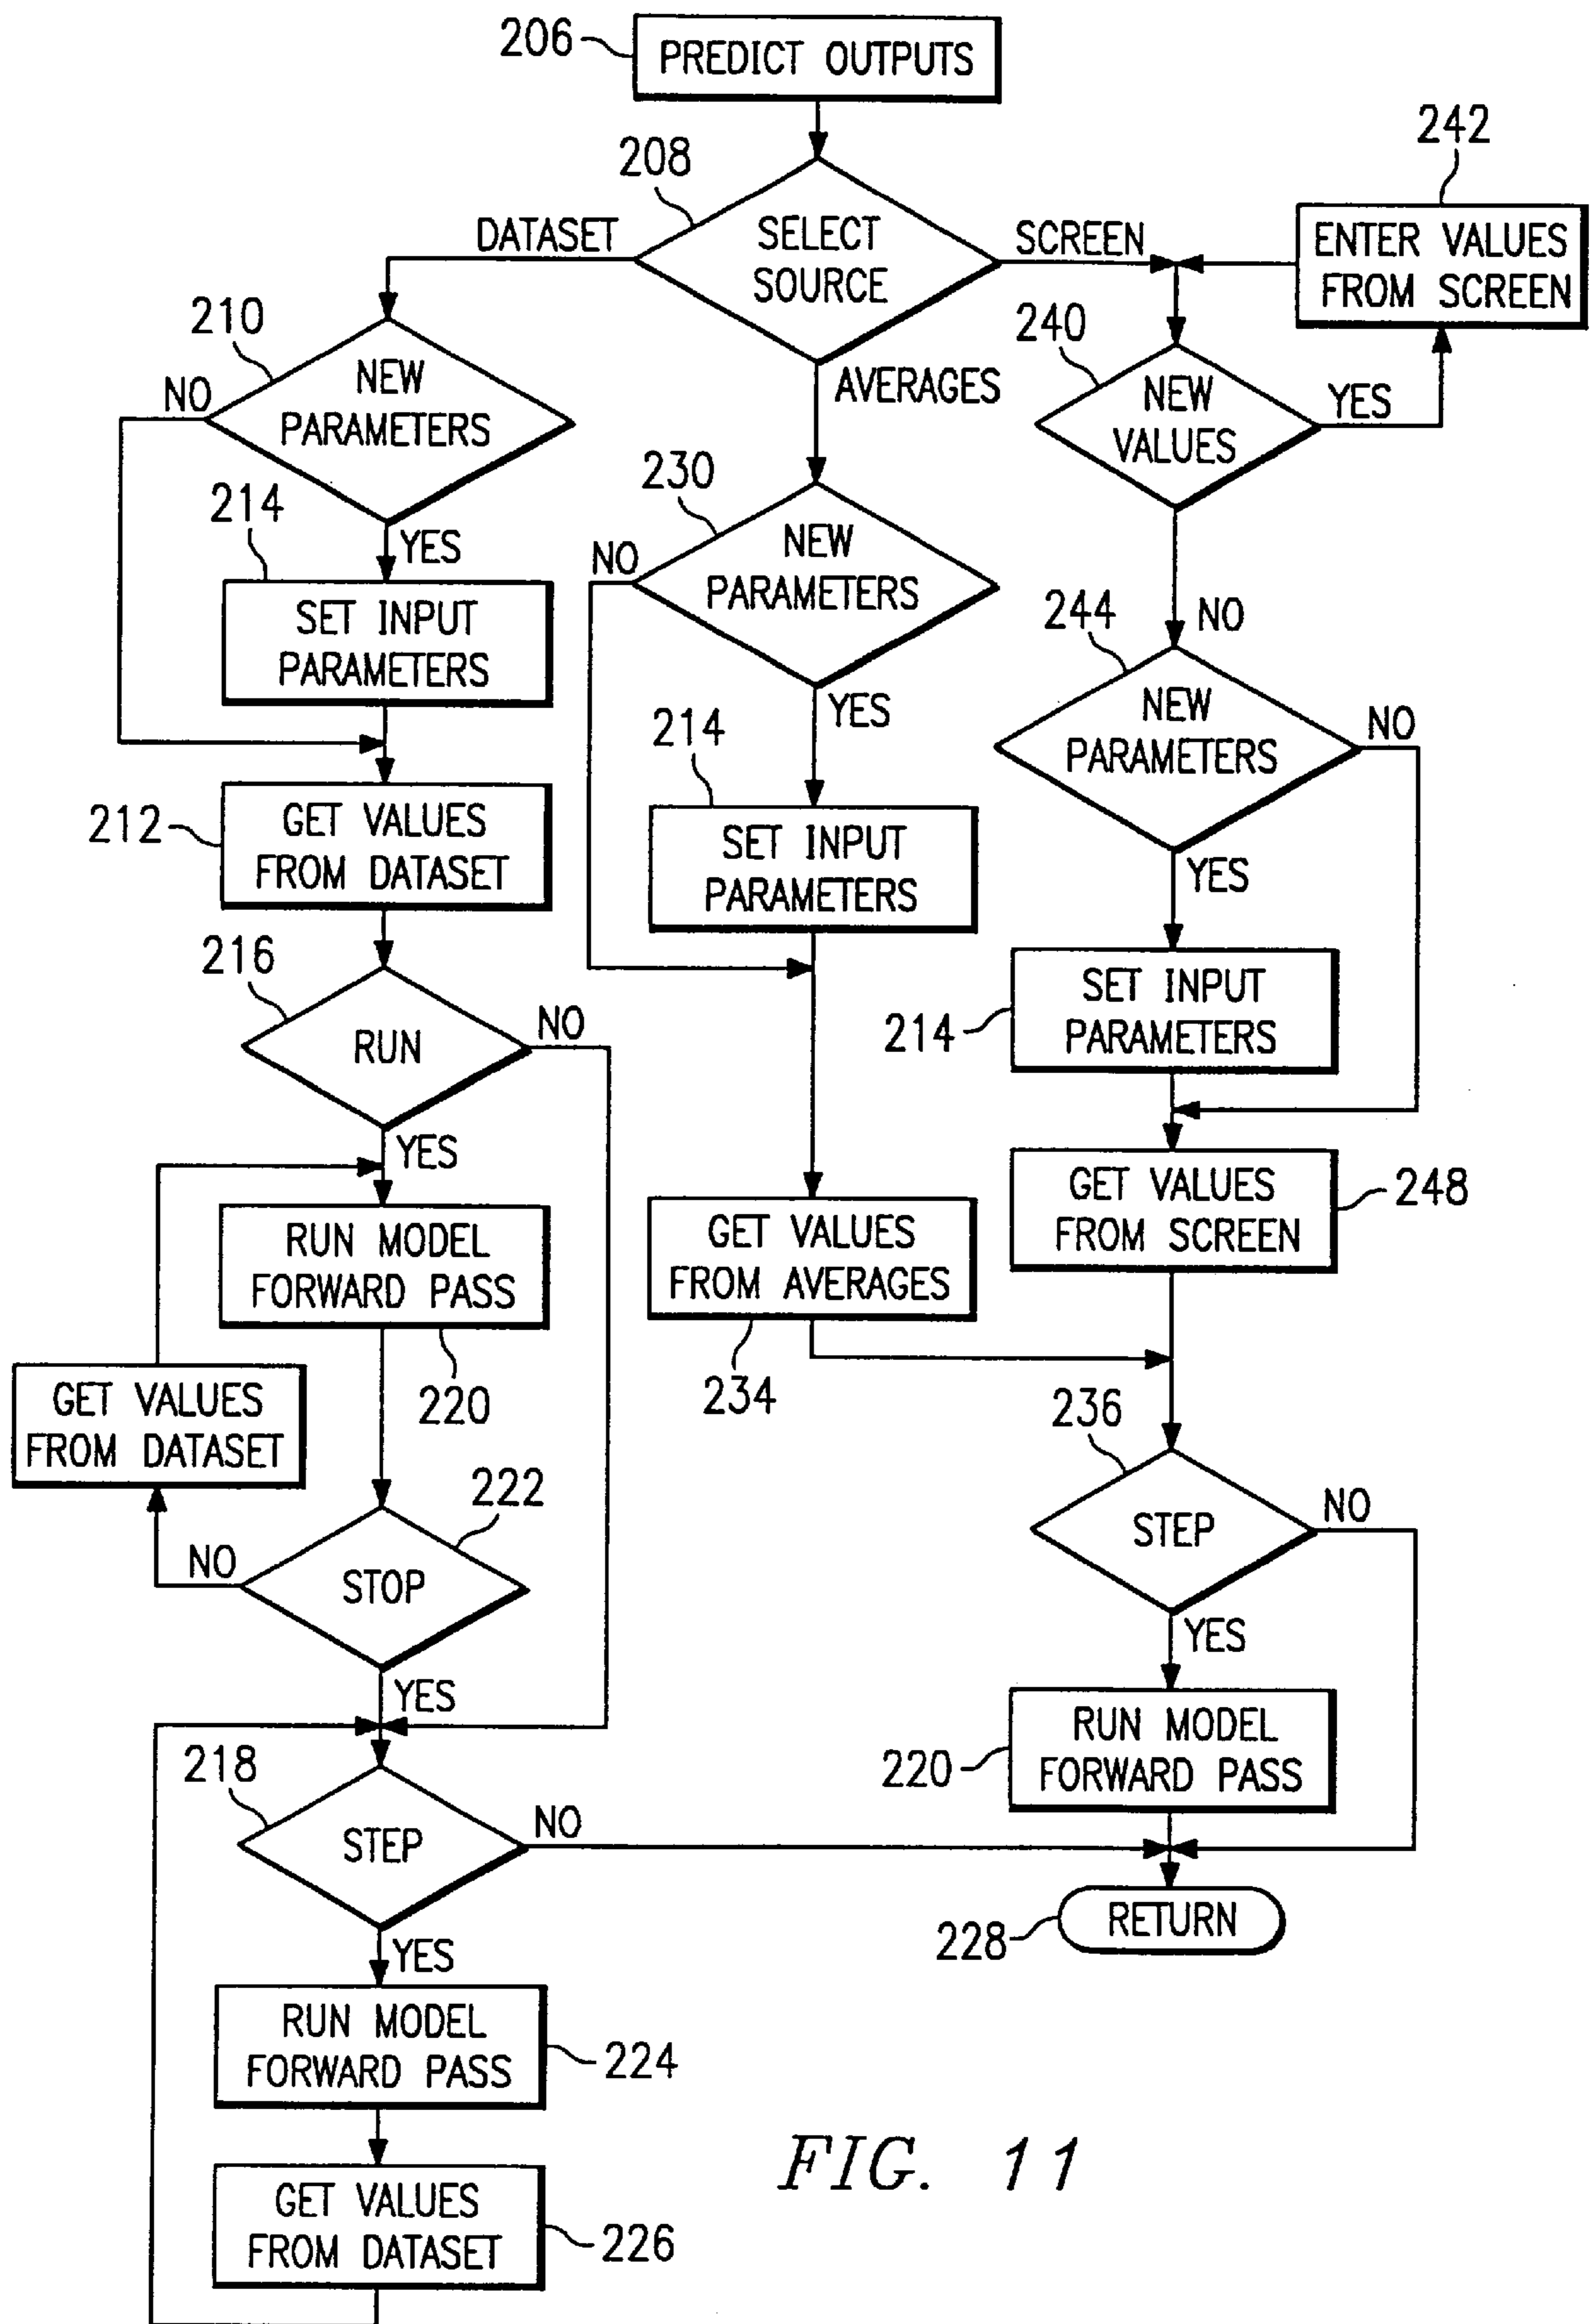 206
PREDICT OUTPUTS
242
208
DATASET
SELECT
SOURCE
SCREEN
ENTER VALUES
FROM SCREEN
210
240
NEW
PARAMETERS
NO
AVERAGES
NEW
VALUES
YES
230
214
YES
NEW
PARAMETERS
NO
244
NO
SET INPUT
PARAMETERS
NEW
PARAMETERS
NO
YES
214
212
GET VALUES
FROM DATASET
SET INPUT
PARAMETERS
YES
216
RUN
NO
214
SET INPUT
PARAMETERS
YES
GET VALUES
FROM SCREEN
248
RUN MODEL
FORWARD PASS
GET VALUES
FROM AVERAGES
220
234
GET VALUES
FROM DATASET
236
222
STEP
NO
NO
STOP
YES
YES
218
RUN MODEL
FORWARD PASS
220
STEP
NO
RETURN
228
YES
RUN MODEL
FORWARD PASS
224
FIG. 11
GET VALUES
FROM DATASET
226